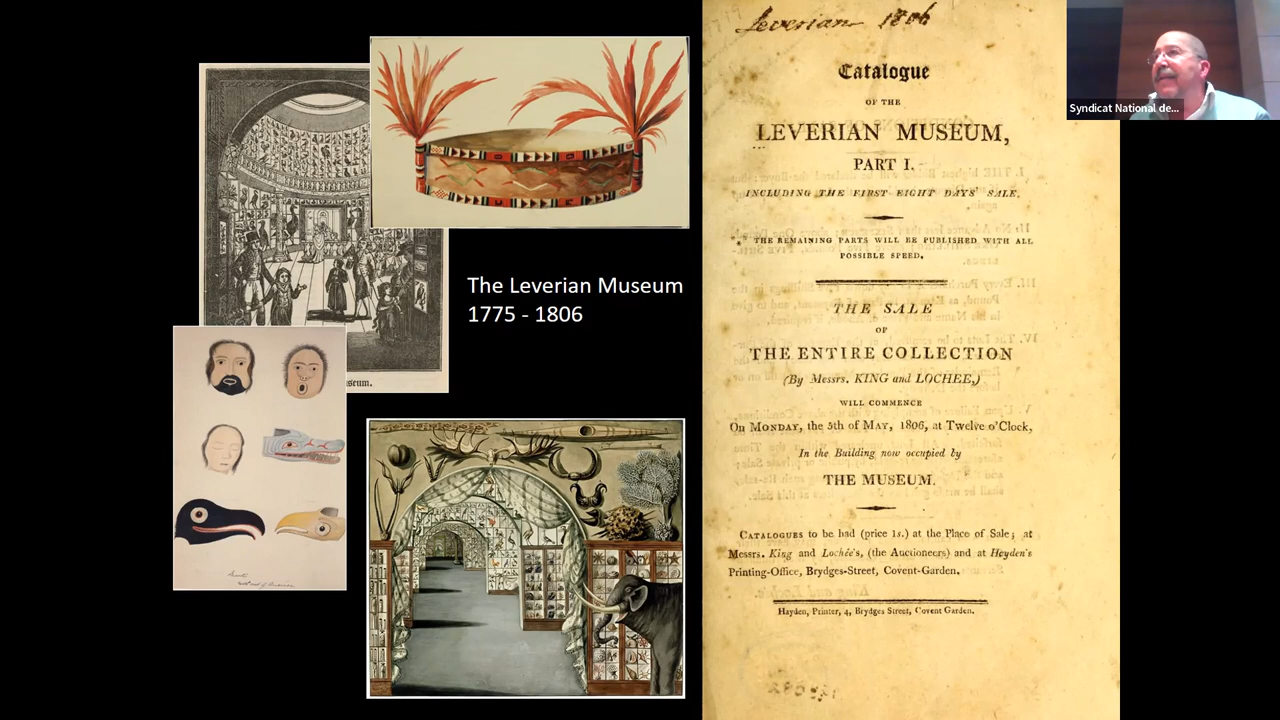 seum.
The Leverian Museum
1775 - 1806
Leverian 1806
Catalogue
OF THE
LEVERIAN MUSEUM,
PART I.
INCLUDING THE FIRST EIGHT DAYS' SALE.
* THE REMAINING PARTS WILL BE PUBLISHED WITH ALL
POSSIBLE SPEED.
THE SALE
OF
THE ENTIRE COLLECTION
(By Messrs. KING and LOCHEE,)
WILL COMMENCE
On MONDAY, the 5th of MAY, 1806, at Twelve o'Clock,
In the Building now occupied by
THE MUSEUM.
CATALOGUES to be had (price 1s.) at the Place of Sale; at
Messrs. King and Lochée's, (the Auctioneers) and at Heyden's
Printing-Office, Brydges-Street, Covent-Garden.
Hayden, Printer, 4, Brydges Street, Covent Garden.
Syndicat National de...